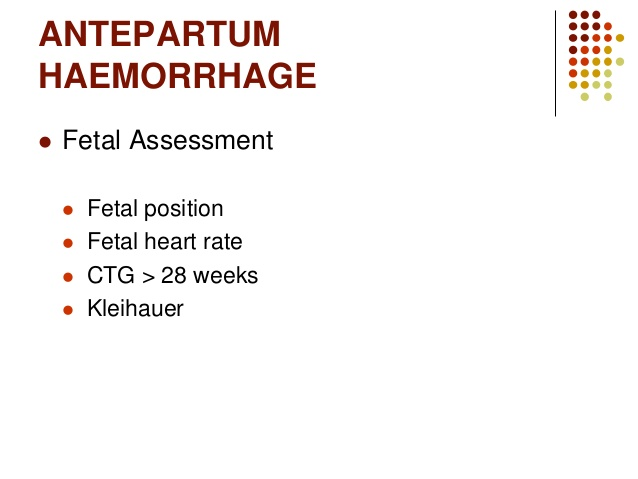 ANTEPARTUM
HAEMORRHAGE
Fetal Assessment
Fetal position
Fetal heart rate
CTG > 28 weeks
Kleihauer